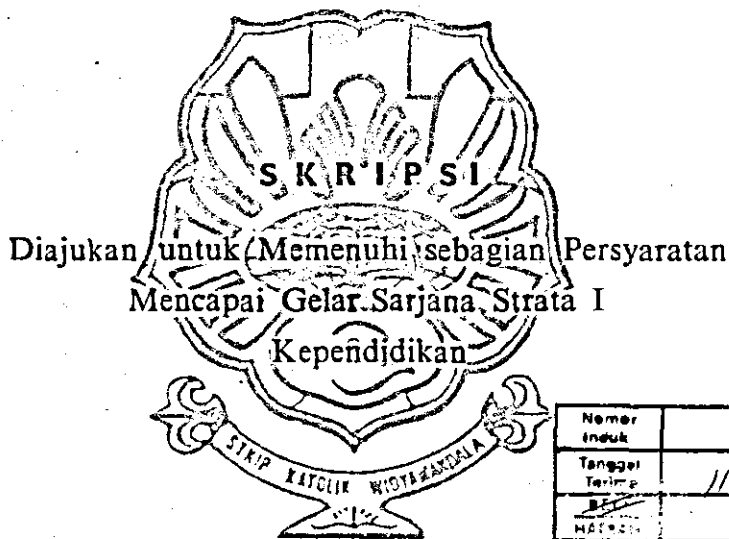 SKRIPSI
Diajukan untuk Memenuhi sebagian Persyaratan
Mencapai Gelar Sarjana Strata I
Kependidikan
STKIP KATOLIK WIDYA MANDALA
Nomer
Induk
Tanggal
Terima
11